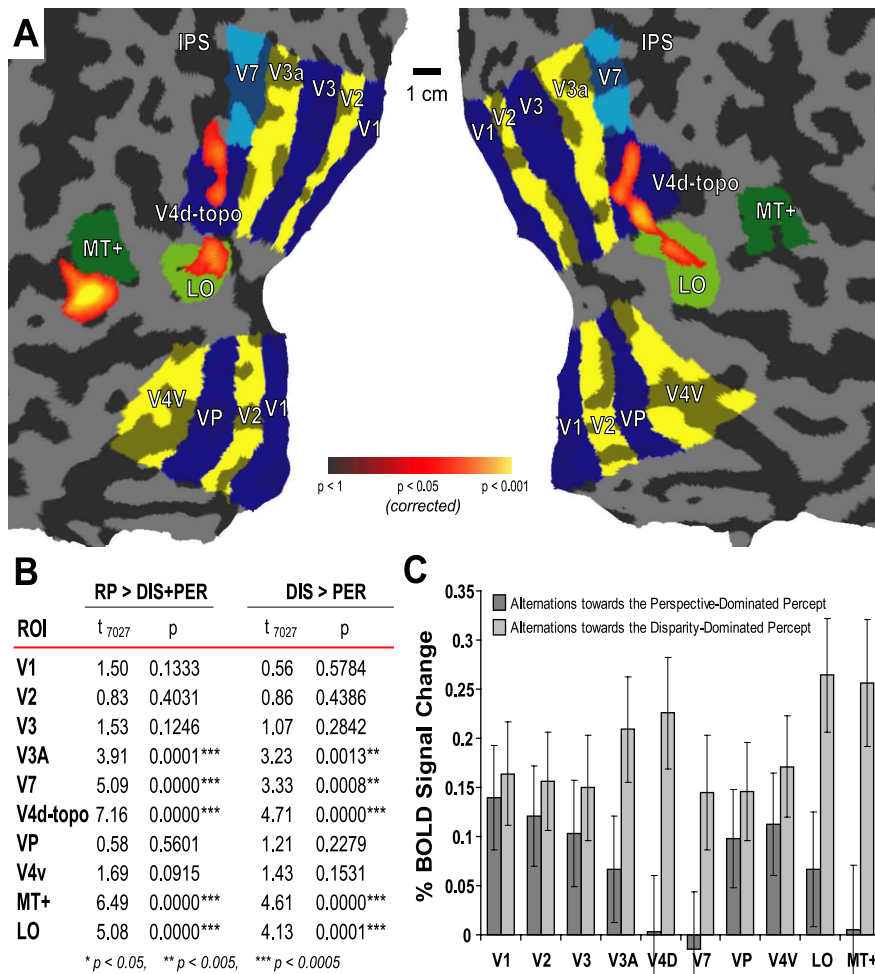 A
IPS
V7
V3a
V3
V2
V1
V4d-topo
MT+
LO
V4V
VP
V2
V1
1 cm
IPS
V7
V3a
V3
V2
V1
V4d-topo
MT+
LO
V1
V2
VP
V4V
p < 1 p < 0.05 p < 0.001
(corrected)
B
RP > DIS+PER DIS > PER
ROI t 7027 p t 7027 p
V1 1.50 0.1333 0.56 0.5784
V2 0.83 0.4031 0.86 0.4386
V3 1.53 0.1246 1.07 0.2842
V3A 3.91 0.0001*** 3.23 0.0013**
V7 5.09 0.0000*** 3.33 0.0008**
V4d-topo 7.16 0.0000*** 4.71 0.0000***
VP 0.58 0.5601 1.21 0.2279
V4v 1.69 0.0915 1.43 0.1531
MT+ 6.49 0.0000*** 4.61 0.0000***
LO 5.08 0.0000*** 4.13 0.0001***
* p < 0.05, ** p < 0.005, *** p < 0.0005
C
Alternations towards the Perspective-Dominated Percept
Alternations towards the Disparity-Dominated Percept
% BOLD Signal Change
0.35
0.3
0.25
0.2
0.15
0.1
0.05
0
V1 V2 V3 V3A V4D V7 VP V4V LO MT+